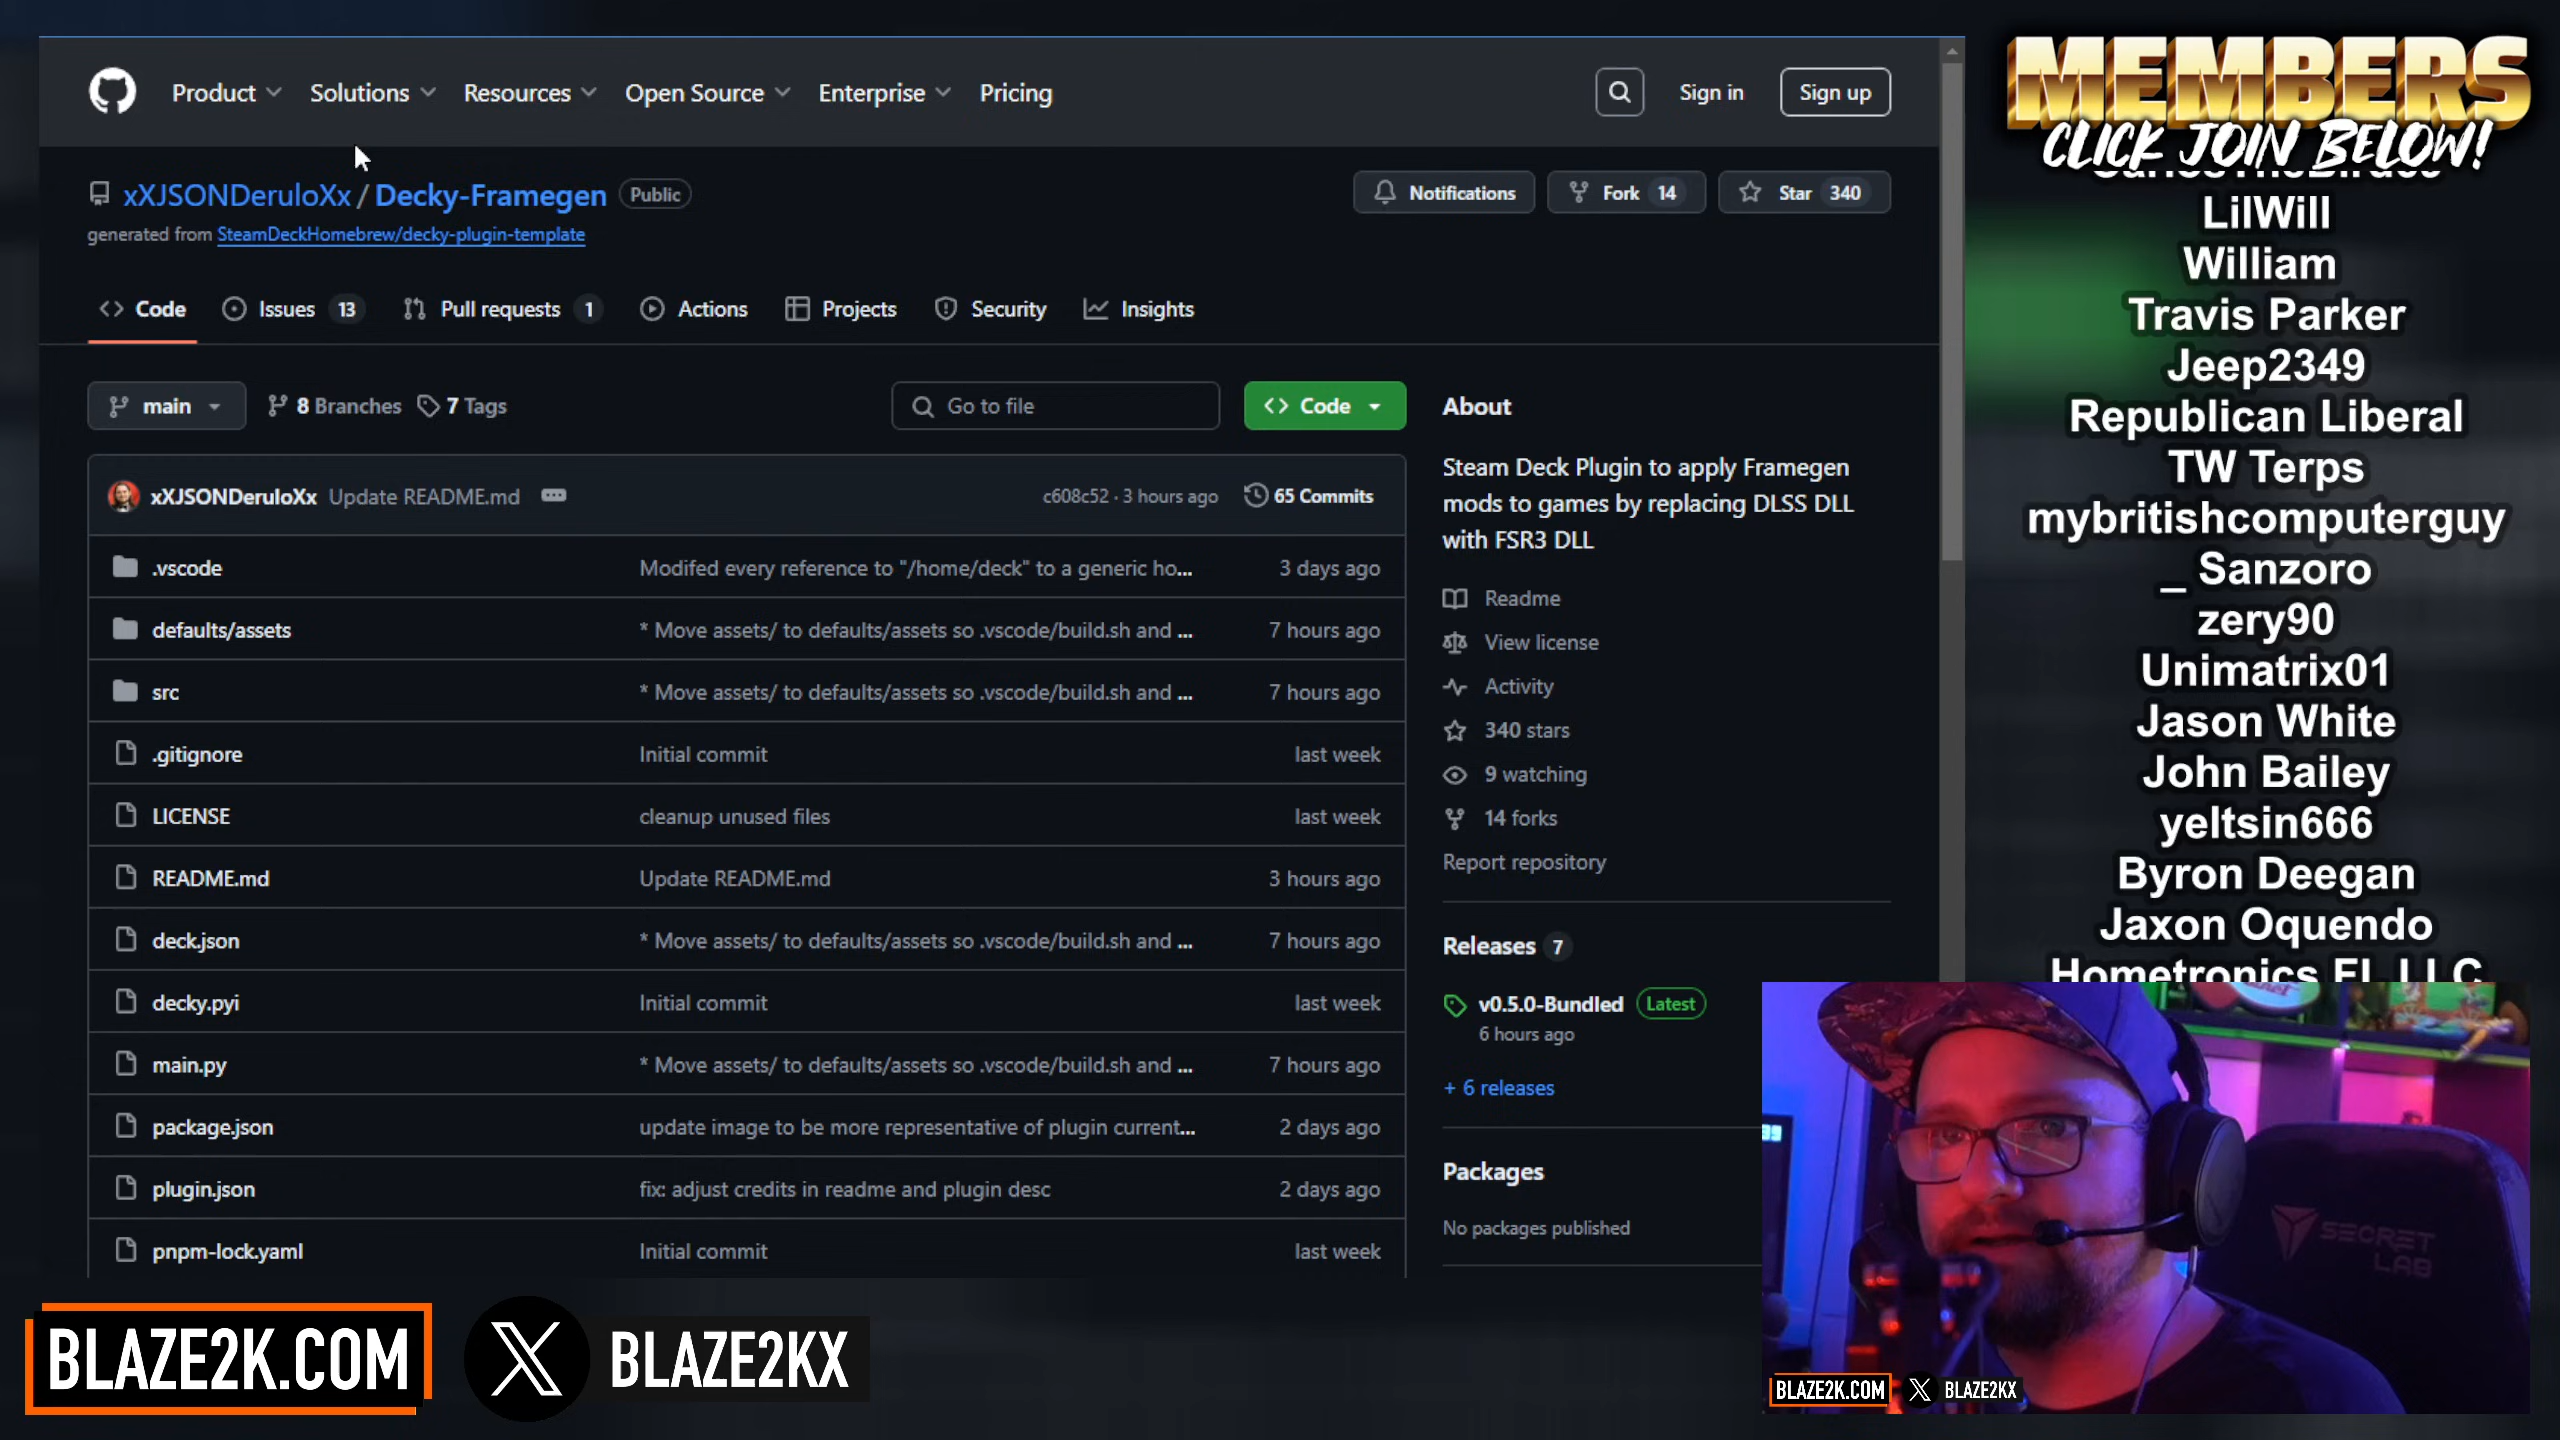 Product
Solutions
Resources
Open Source
Enterprise
Pricing
Sign in
Sign up
xXJSONDeruloXx / Decky-Framegen
Public
generated from SteamDeckHomebrew/decky-plugin-template
Notifications
Fork 14
Star 340
Code
Issues 13
Pull requests 1
Actions
Projects
Security
Insights
main
8 Branches
7 Tags
Go to file
Code
xXJSONDeruloXx Update README.md
c608c52 · 3 hours ago
65 Commits
.vscode Modifed every reference to "/home/deck" to a generic ho... 3 days ago
defaults/assets * Move assets/ to defaults/assets so .vscode/build.sh and ... 7 hours ago
src * Move assets/ to defaults/assets so .vscode/build.sh and ... 7 hours ago
.gitignore Initial commit last week
LICENSE cleanup unused files last week
README.md Update README.md 3 hours ago
deck.json * Move assets/ to defaults/assets so .vscode/build.sh and ... 7 hours ago
decky.pyi Initial commit last week
main.py * Move assets/ to defaults/assets so .vscode/build.sh and ... 7 hours ago
package.json update image to be more representative of plugin current... 2 days ago
plugin.json fix: adjust credits in readme and plugin desc 2 days ago
pnpm-lock.yaml Initial commit last week
About
Steam Deck Plugin to apply Framegen
mods to games by replacing DLSS DLL
with FSR3 DLL
Readme
View license
Activity
340 stars
9 watching
14 forks
Report repository
Releases 7
v0.5.0-Bundled Latest
6 hours ago
+ 6 releases
Packages
No packages published
MEMBERS
CLICK JOIN BELOW!
LilWill
William
Travis Parker
Jeep2349
Republican Liberal
TW Terps
mybritishcomputerguy
_ Sanzoro
zery90
Unimatrix01
Jason White
John Bailey
yeltsin666
Byron Deegan
Jaxon Oquendo
Hometronics FL LLC
SECRET
LAB
BLAZE2K.COM
BLAZE2KX
BLAZE2K.COM
BLAZE2KX